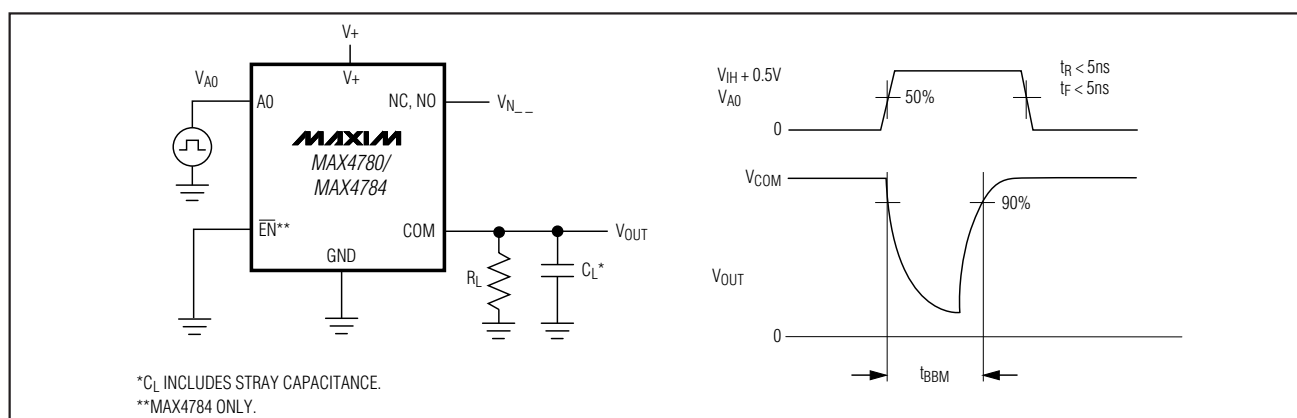 V+
VA0
V+
A0
NC, NO
VN_ _
MAXIM
MAX4780/
MAX4784
EN**
COM
VOUT
GND
RL
CL*
*CL INCLUDES STRAY CAPACITANCE.
**MAX4784 ONLY.
VIH + 0.5V
VA0
0
50%
tR < 5ns
tF < 5ns
VCOM
90%
VOUT
0
tBBM